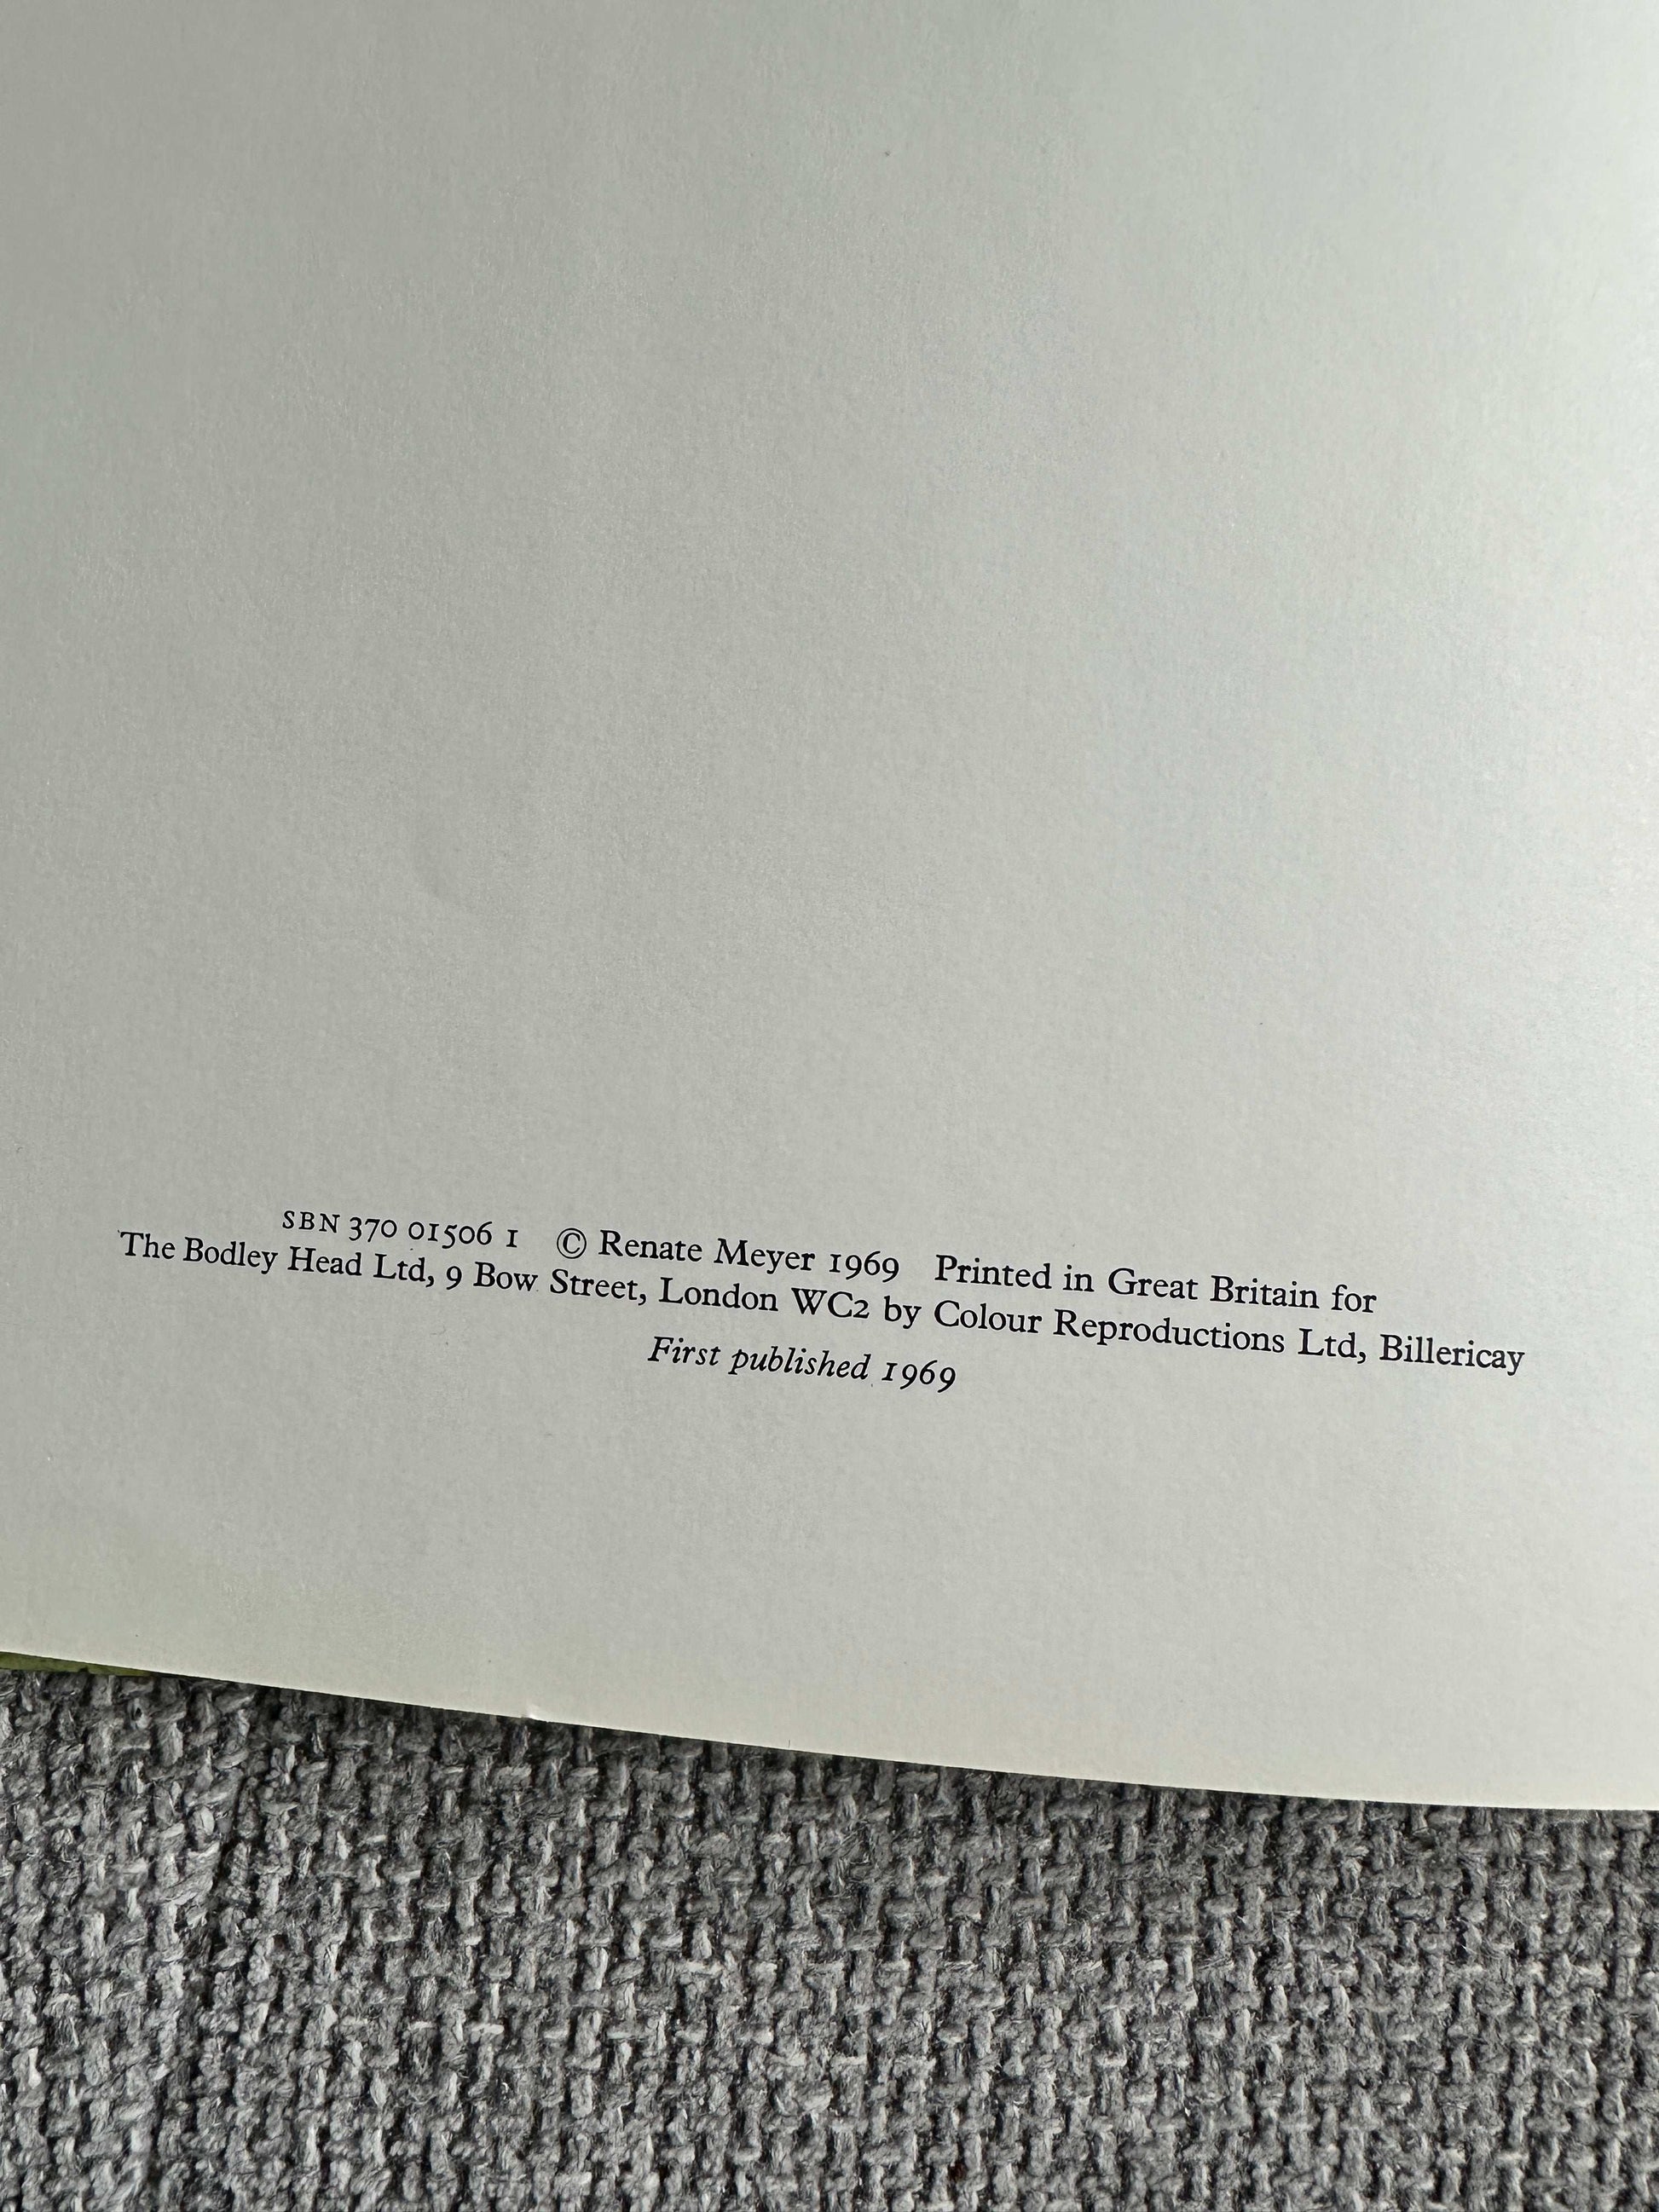 SBN 370 01506 1 © Renate Meyer 1969 Printed in Great Britain for
The Bodley Head Ltd, 9 Bow Street, London WC2 by Colour Reproductions Ltd, Billericay
First published 1969